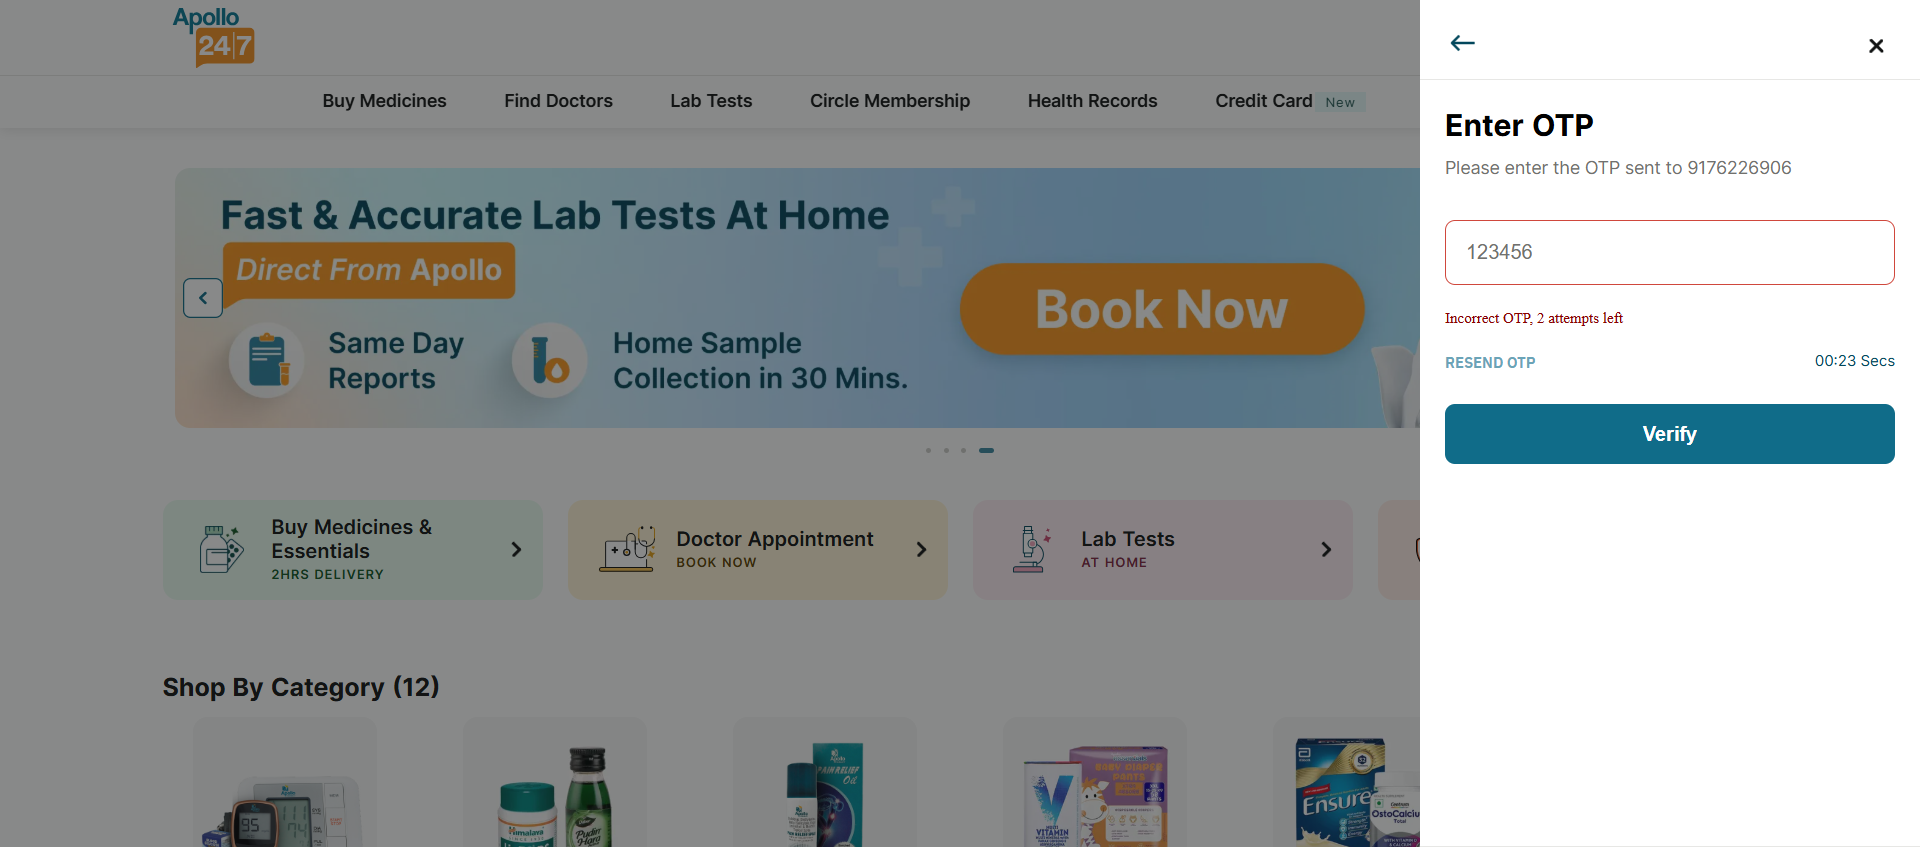 Apollo
24|7
Buy Medicines
Find Doctors
Lab Tests
Circle Membership
Health Records
Credit Card New
Fast & Accurate Lab Tests At Home
Direct From Apollo
Same Day
Reports
Home Sample
Collection in 30 Mins.
Book Now
Buy Medicines &
Essentials
2HRS DELIVERY
Doctor Appointment
BOOK NOW
Lab Tests
AT HOME
Shop By Category (12)
95
Himalaya
Dabur
Pudin
Hara
Apollo
PAIN RELIEF
Oil
V
VITAMIN
BABY DIAPER
PANTS
Ensure
OstoCalcium
Total
Enter OTP
Please enter the OTP sent to 9176226906
123456
Incorrect OTP, 2 attempts left
RESEND OTP
00:23 Secs
Verify